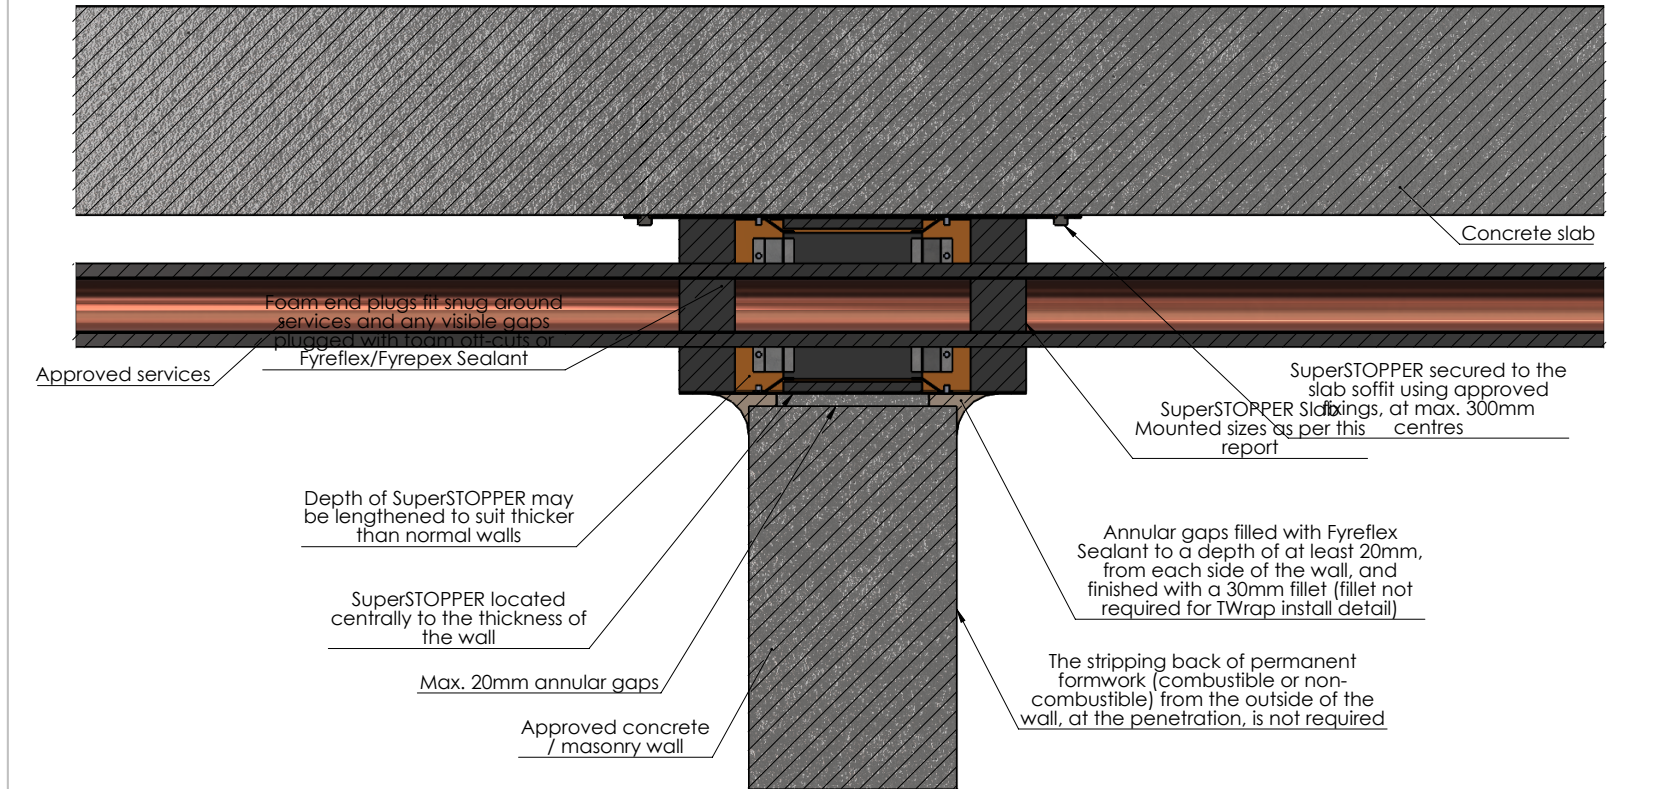 Concrete slab
Foam end plugs fit snug around
services and any visible gaps
plugged with foam off-cuts or
Fyreflex/Fyrepex Sealant
Approved services
SuperSTOPPER secured to the
slab soffit using approved
fixings, at max. 300mm
centres
SuperSTOPPER Slab
Mounted sizes as per this
report
Depth of SuperSTOPPER may
be lengthened to suit thicker
than normal walls
Annular gaps filled with Fyreflex
Sealant to a depth of at least 20mm,
from each side of the wall, and
finished with a 30mm fillet (fillet not
required for TWrap install detail)
SuperSTOPPER located
centrally to the thickness of
the wall
Max. 20mm annular gaps
The stripping back of permanent
formwork (combustible or non-
combustible) from the outside of the
wall, at the penetration, is not required
Approved concrete
/ masonry wall